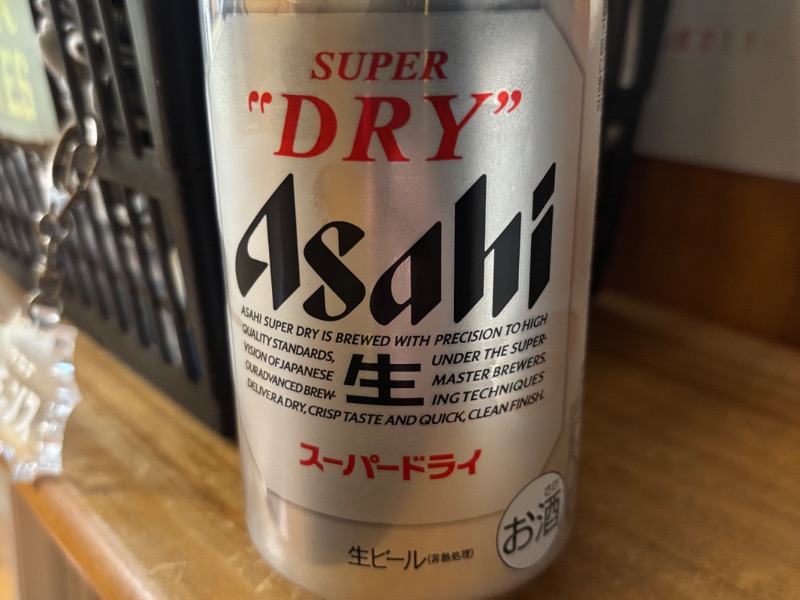 SUPER
"DRY"
Asahi
ASAHI SUPER DRY IS BREWED WITH PRECISION TO HIGH
QUALITY STANDARDS, UNDER THE SUPER-
VISION OF JAPANESE MASTER BREWERS.
OUR ADVANCED BREW- ING TECHNIQUES
DELIVER A DRY, CRISP TASTE AND QUICK, CLEAN FINISH.
生
スーパードライ
生ビール(非熱処理)
お酒